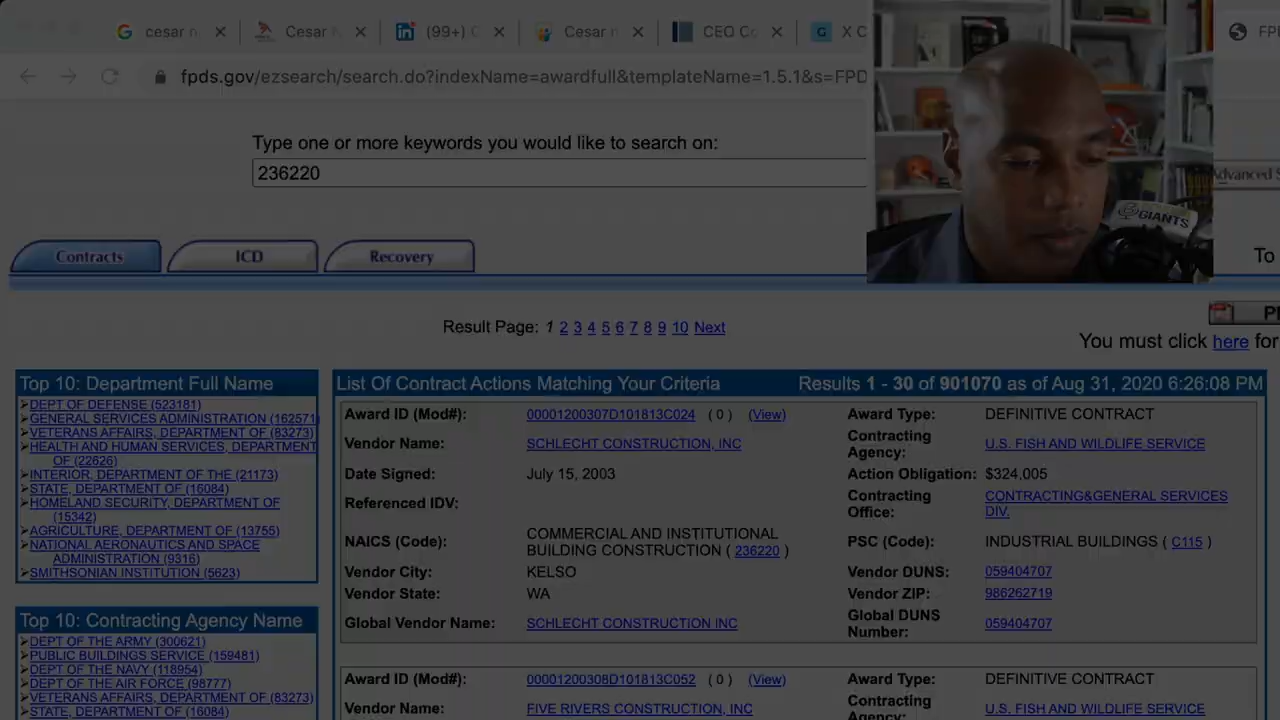 cesar n
Cesar
(99+)
Cesar n
CEO Co
X C
FP
fpds.gov/ezsearch/search.do?indexName=awardfull&templateName=1.5.1&s=FPD
Type one or more keywords you would like to search on:
236220
Advanced S
GIANTS
Contracts
ICD
Recovery
To
Result Page: 1 2 3 4 5 6 7 8 9 10 Next
You must click here for
Top 10: Department Full Name
DEPT OF DEFENSE (523181)
GENERAL SERVICES ADMINISTRATION (162571)
VETERANS AFFAIRS, DEPARTMENT OF (83273)
HEALTH AND HUMAN SERVICES, DEPARTMENT
OF (22626)
INTERIOR, DEPARTMENT OF THE (21173)
STATE, DEPARTMENT OF (16084)
HOMELAND SECURITY, DEPARTMENT OF
(15342)
AGRICULTURE, DEPARTMENT OF (13755)
NATIONAL AERONAUTICS AND SPACE
ADMINISTRATION (9316)
SMITHSONIAN INSTITUTION (5623)
Top 10: Contracting Agency Name
DEPT OF THE ARMY (300621)
PUBLIC BUILDINGS SERVICE (159481)
DEPT OF THE NAVY (118954)
DEPT OF THE AIR FORCE (98777)
VETERANS AFFAIRS, DEPARTMENT OF (83273)
STATE, DEPARTMENT OF (16084)
List Of Contract Actions Matching Your Criteria Results 1 - 30 of 901070 as of Aug 31, 2020 6:26:08 PM
Award ID (Mod#): 00001200307D101813C024 ( 0 ) (View) Award Type: DEFINITIVE CONTRACT
Vendor Name: SCHLECHT CONSTRUCTION, INC Contracting Agency: U.S. FISH AND WILDLIFE SERVICE
Date Signed: July 15, 2003 Action Obligation: $324,005
Referenced IDV: Contracting Office: CONTRACTING&GENERAL SERVICES DIV.
NAICS (Code): COMMERCIAL AND INSTITUTIONAL BUILDING CONSTRUCTION ( 236220 ) PSC (Code): INDUSTRIAL BUILDINGS ( C115 )
Vendor City: KELSO Vendor DUNS: 059404707
Vendor State: WA Vendor ZIP: 986262719
Global Vendor Name: SCHLECHT CONSTRUCTION INC Global DUNS Number: 059404707
Award ID (Mod#): 00001200308D101813C052 ( 0 ) (View) Award Type: DEFINITIVE CONTRACT
Vendor Name: FIVE RIVERS CONSTRUCTION, INC Contracting Agency U.S. FISH AND WILDLIFE SERVICE